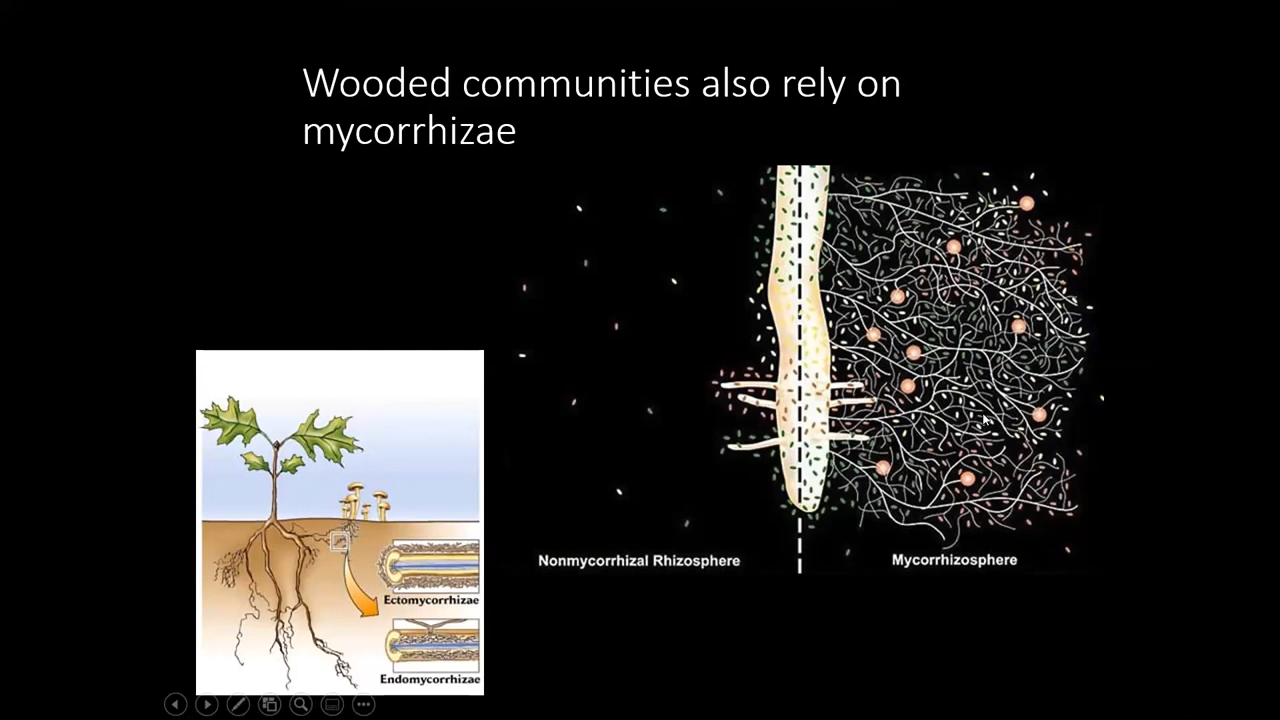 Wooded communities also rely on
mycorrhizae
Nonmycorrhizal Rhizosphere
Mycorrhizosphere
Ectomycorrhizae
Endomycorrhizae